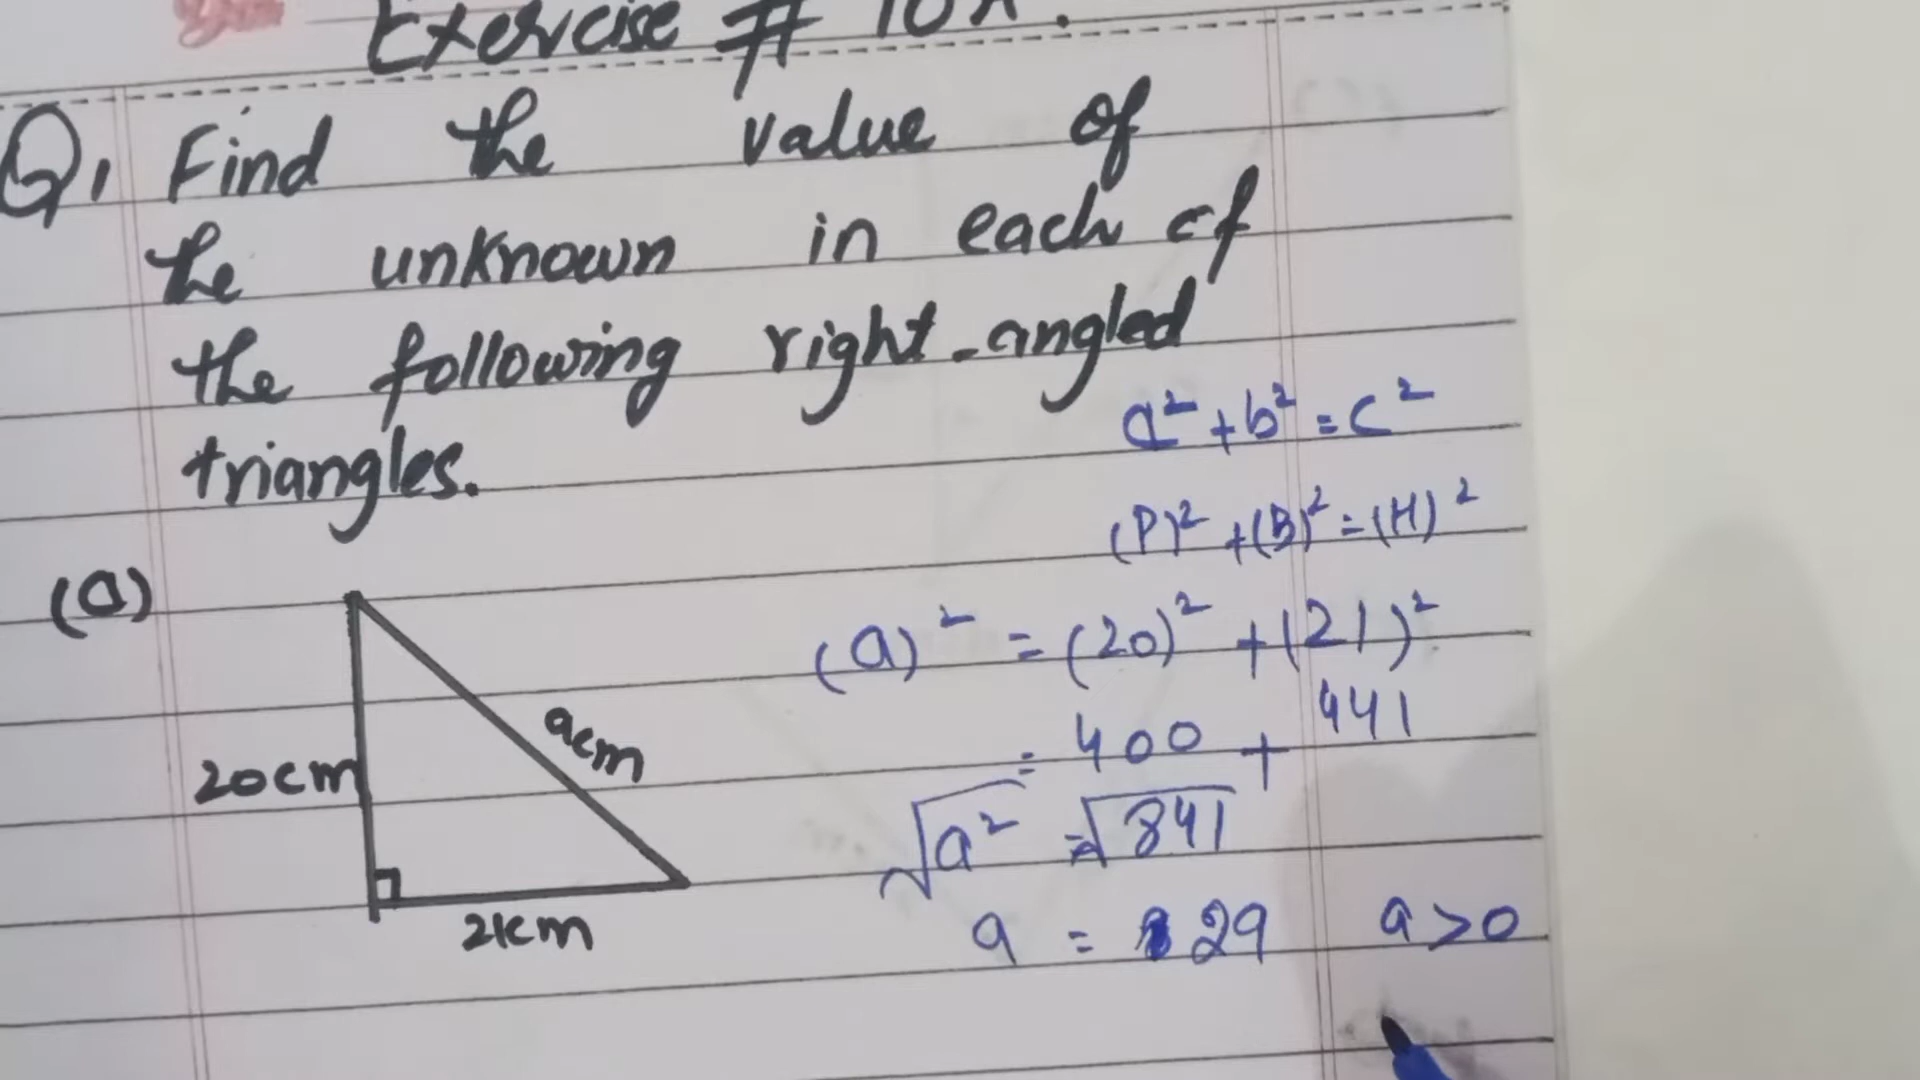 Exercise # 10A.
Q1 Find the value of
the unknown in each of
the following right-angled
triangles.
a² + b² = c²
(P)² + (B)² = (H)²
(a)
20cm
acm
21cm
(a)² = (20)² + (21)²
= 400 + 441
√a² = √841
a = 29 a > 0